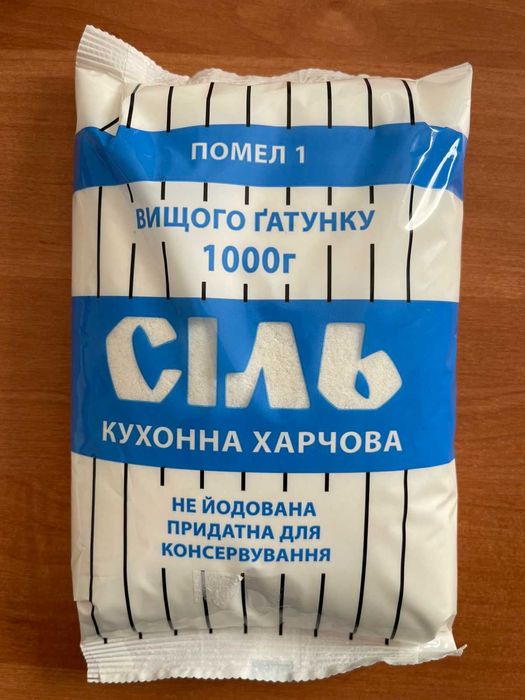 ПОМЕЛ 1
ВИЩОГО ҐАТУНКУ
1000г
СІЛЬ
КУХОННА ХАРЧОВА
НЕ ЙОДОВАНА
ПРИДАТНА ДЛЯ
КОНСЕРВУВАННЯ